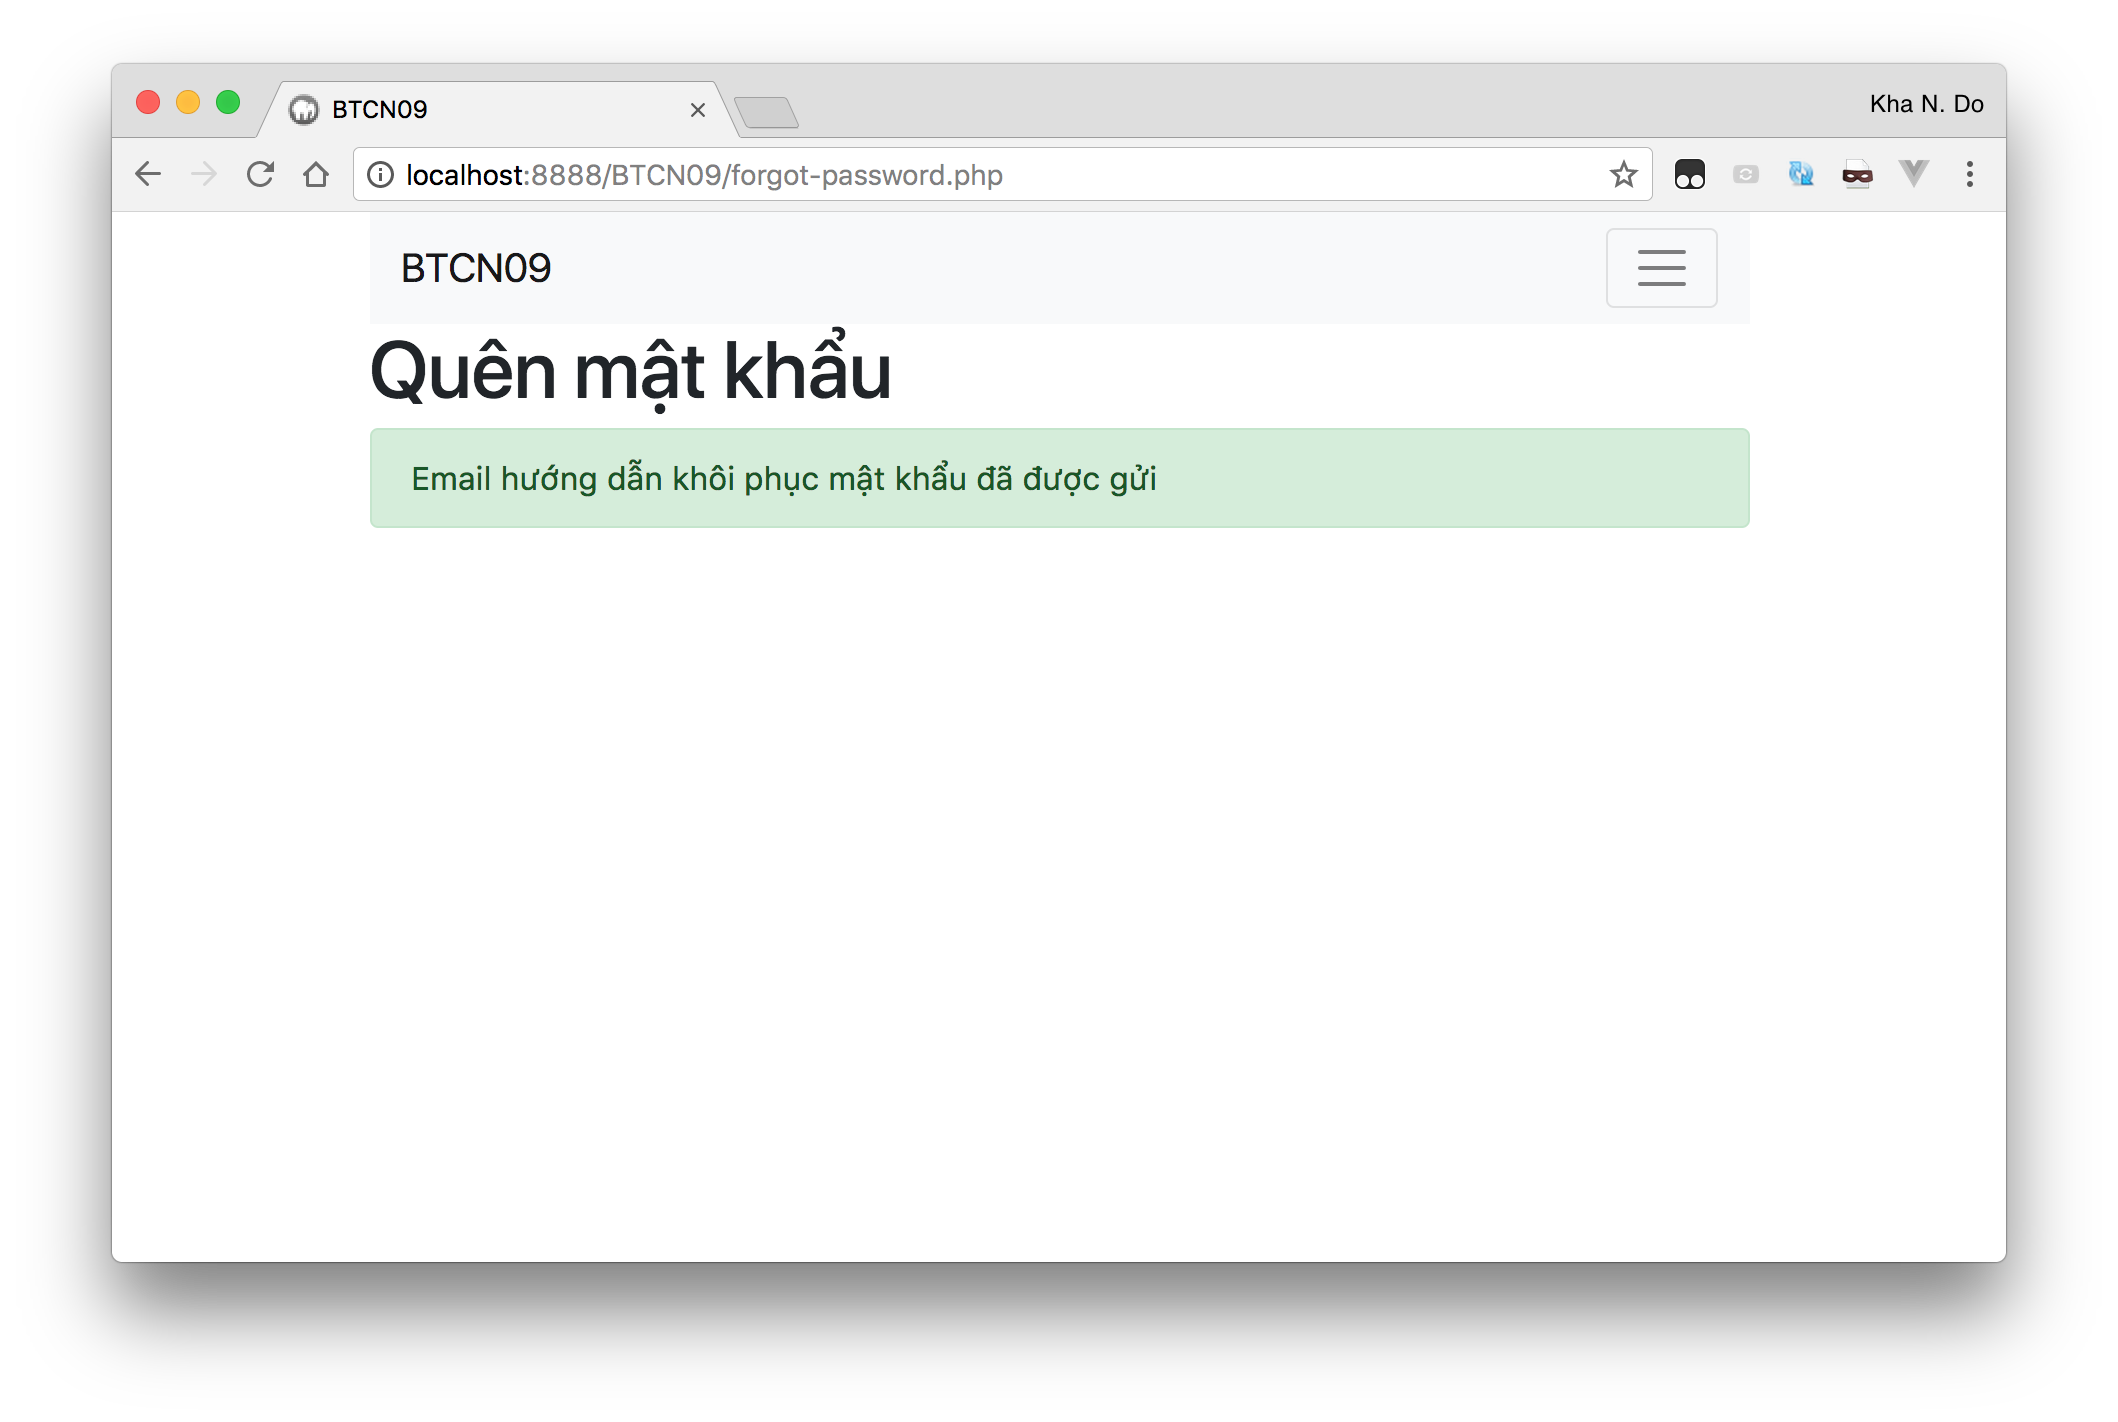 BTCN09
Kha N. Do
localhost:8888/BTCN09/forgot-password.php
BTCN09
Quên mật khẩu
Email hướng dẫn khôi phục mật khẩu đã được gửi